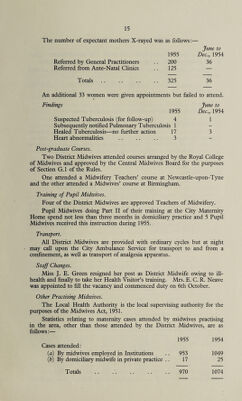 15
The number of expectant mothers X-rayed was as follows:—
June to
1955 Dec., 1954
Referred by General Practitioners .. 200 36
Referred from Ante-Natal Clinics .. 125 —
Totals .. .. .. .. 325 36
An additional 33 women were given appointments but failed to attend.
Findings June to
1955 Dec., 1954
Suspected Tuberculosis (for follow-up) 4 1
Subsequently notified Pulmonary Tuberculosis 1 -
Healed Tuberculosis—no further action 17 3
Heart abnormalities .. .. .. 3 -
Post-graduate Courses.
Two District Midwives attended courses arranged by the Royal College
of Midwives and approved by the Central Midwives Board for the purposes
of Section G.1 of the Rules.
One attended a Midwifery Teachers' course at Newcastle-upon-Tyne
and the other attended a Midwives' course at Birmingham.
Training of Pupil Midwives.
Four of the District Midwives are approved Teachers of Midwifery.
Pupil Midwives doing Part II of their training at the City Maternity
Home spend not less than three months in domiciliary practice and 5 Pupil
Midwives received this instruction during 1955.
Transport.
All District Midwives are provided with ordinary cycles but at night
may call upon the City Ambulance Service for transport to and from a
confinement, as well as transport of analgesia apparatus.
Staff Changes.
Miss J. E. Green resigned her post as District Midwife owing to ill-
health and finally to take her Health Visitor's training. Mrs. E. C. R. Neave
was appointed to fill the vacancy and commenced duty on 6th October.
Other Practising Midwives.
The Local Health Authority is the local supervising authority for the
purposes of the Midwives Act, 1951.
Statistics relating to maternity cases attended by midwives practising
in the area, other than those attended by the District Midwives, are as
follows:—
1955 1954
Cases attended:
(a) By midwives employed in Institutions .. 953 1049
(b) By domiciliary midwifes in private practice .. 17 25
Totals .. .. .. 970 1074